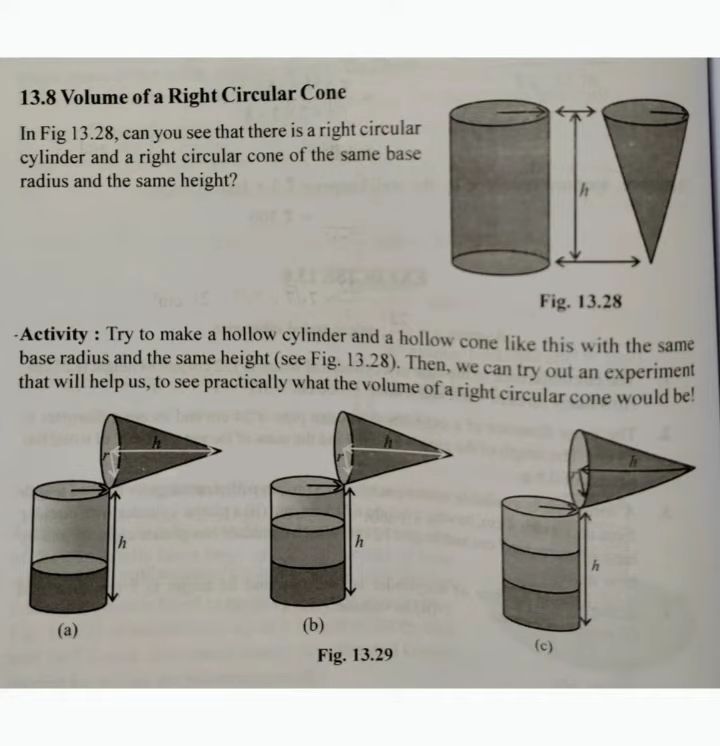 13.8 Volume of a Right Circular Cone
In Fig 13.28, can you see that there is a right circular
cylinder and a right circular cone of the same base
radius and the same height?
h
Fig. 13.28
Activity : Try to make a hollow cylinder and a hollow cone like this with the same
base radius and the same height (see Fig. 13.28). Then, we can try out an experiment
that will help us, to see practically what the volume of a right circular cone would be!
r h
h
(a)
r h
h
(b)
h
h
(c)
Fig. 13.29